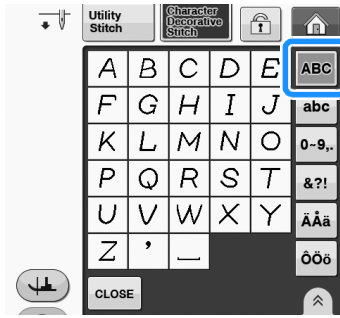 Utility
Stitch
Character
Decorative
Stitch
A B C D E ABC
F G H I J abc
K L M N O 0~9,.
P Q R S T &?!
U V W X Y ÄÅä
Z ’ _ ÔÖö
CLOSE